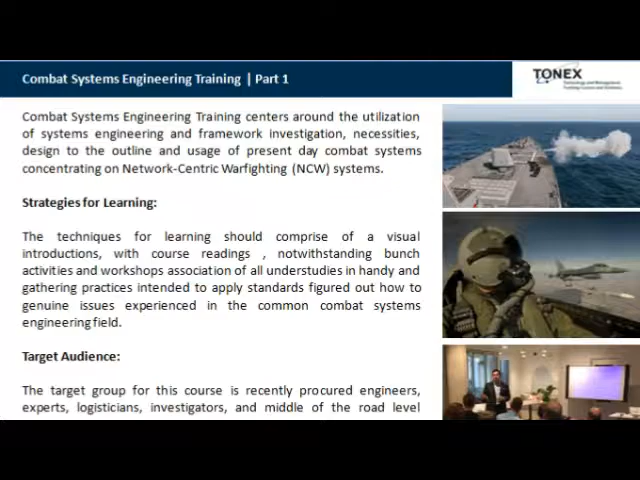 Combat Systems Engineering Training | Part 1
TONEX
Combat Systems Engineering Training centers around the utilization
of systems engineering and framework investigation, necessities,
design to the outline and usage of present day combat systems
concentrating on Network-Centric Warfighting (NCW) systems.
Strategies for Learning:
The techniques for learning should comprise of a visual
introductions, with course readings , notwithstanding bunch
activities and workshops association of all understudies in handy and
gathering practices intended to apply standards figured out how to
genuine issues experienced in the common combat systems
engineering field.
Target Audience:
The target group for this course is recently procured engineers,
experts, logisticians, investigators, and middle of the road level